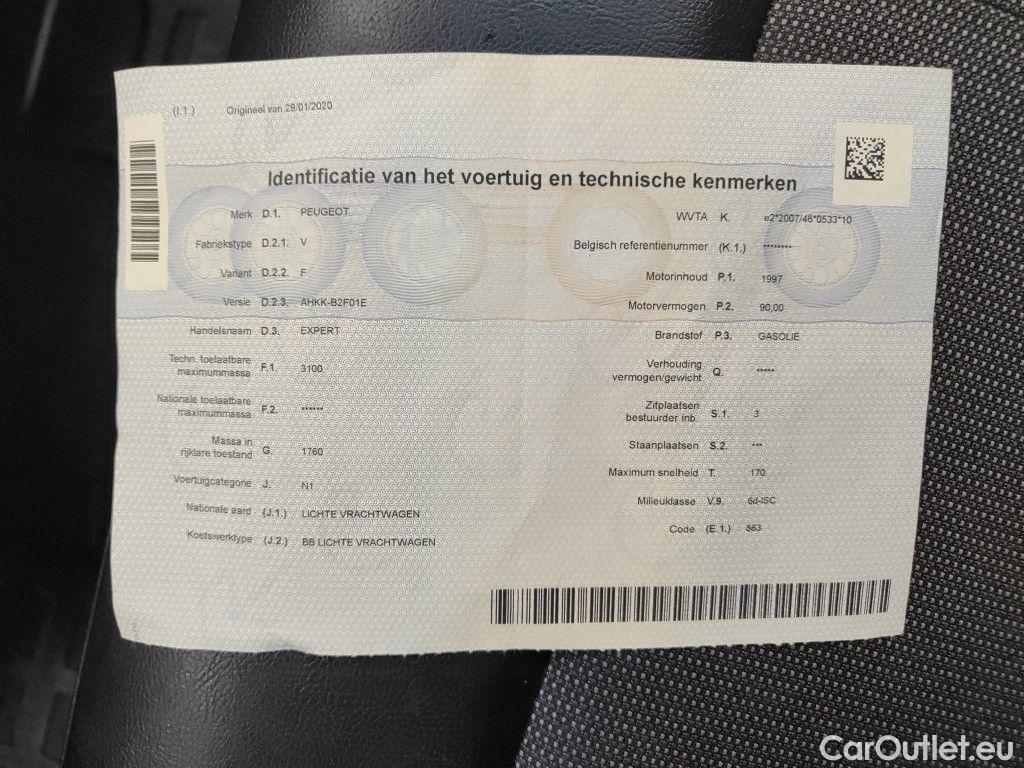 (I.1.) Origineel van 29/01/2020
Identificatie van het voertuig en technische kenmerken
Merk D.1. PEUGEOT
Fabriekstype D.2.1. V
Variant D.2.2. F
Versie D.2.3. AHKK-B2F01E
Handelsnaam D.3. EXPERT
Techn. toelaatbare
maximummassa F.1. 3100
Nationale toelaatbare
maximummassa F.2. ******
Massa in
rijklare toestand G. 1760
Voertuigcategorie J. N1
Nationale aard (J.1.) LICHTE VRACHTWAGEN
Koetswerktype (J.2.) BB LICHTE VRACHTWAGEN
WVTA K. e2*2007/46*0533*10
Belgisch referentienummer (K.1.) ********
Motorinhoud P.1. 1997
Motorvermogen P.2. 90,00
Brandstof P.3. GASOLIE
Verhouding
vermogen/gewicht Q. *****
Zitplaatsen
bestuurder inb. S.1. 3
Staanplaatsen S.2. ***
Maximum snelheid T. 170
Milieuklasse V.9. 6d-ISC
Code (E.1.) 863
CarOutlet.eu